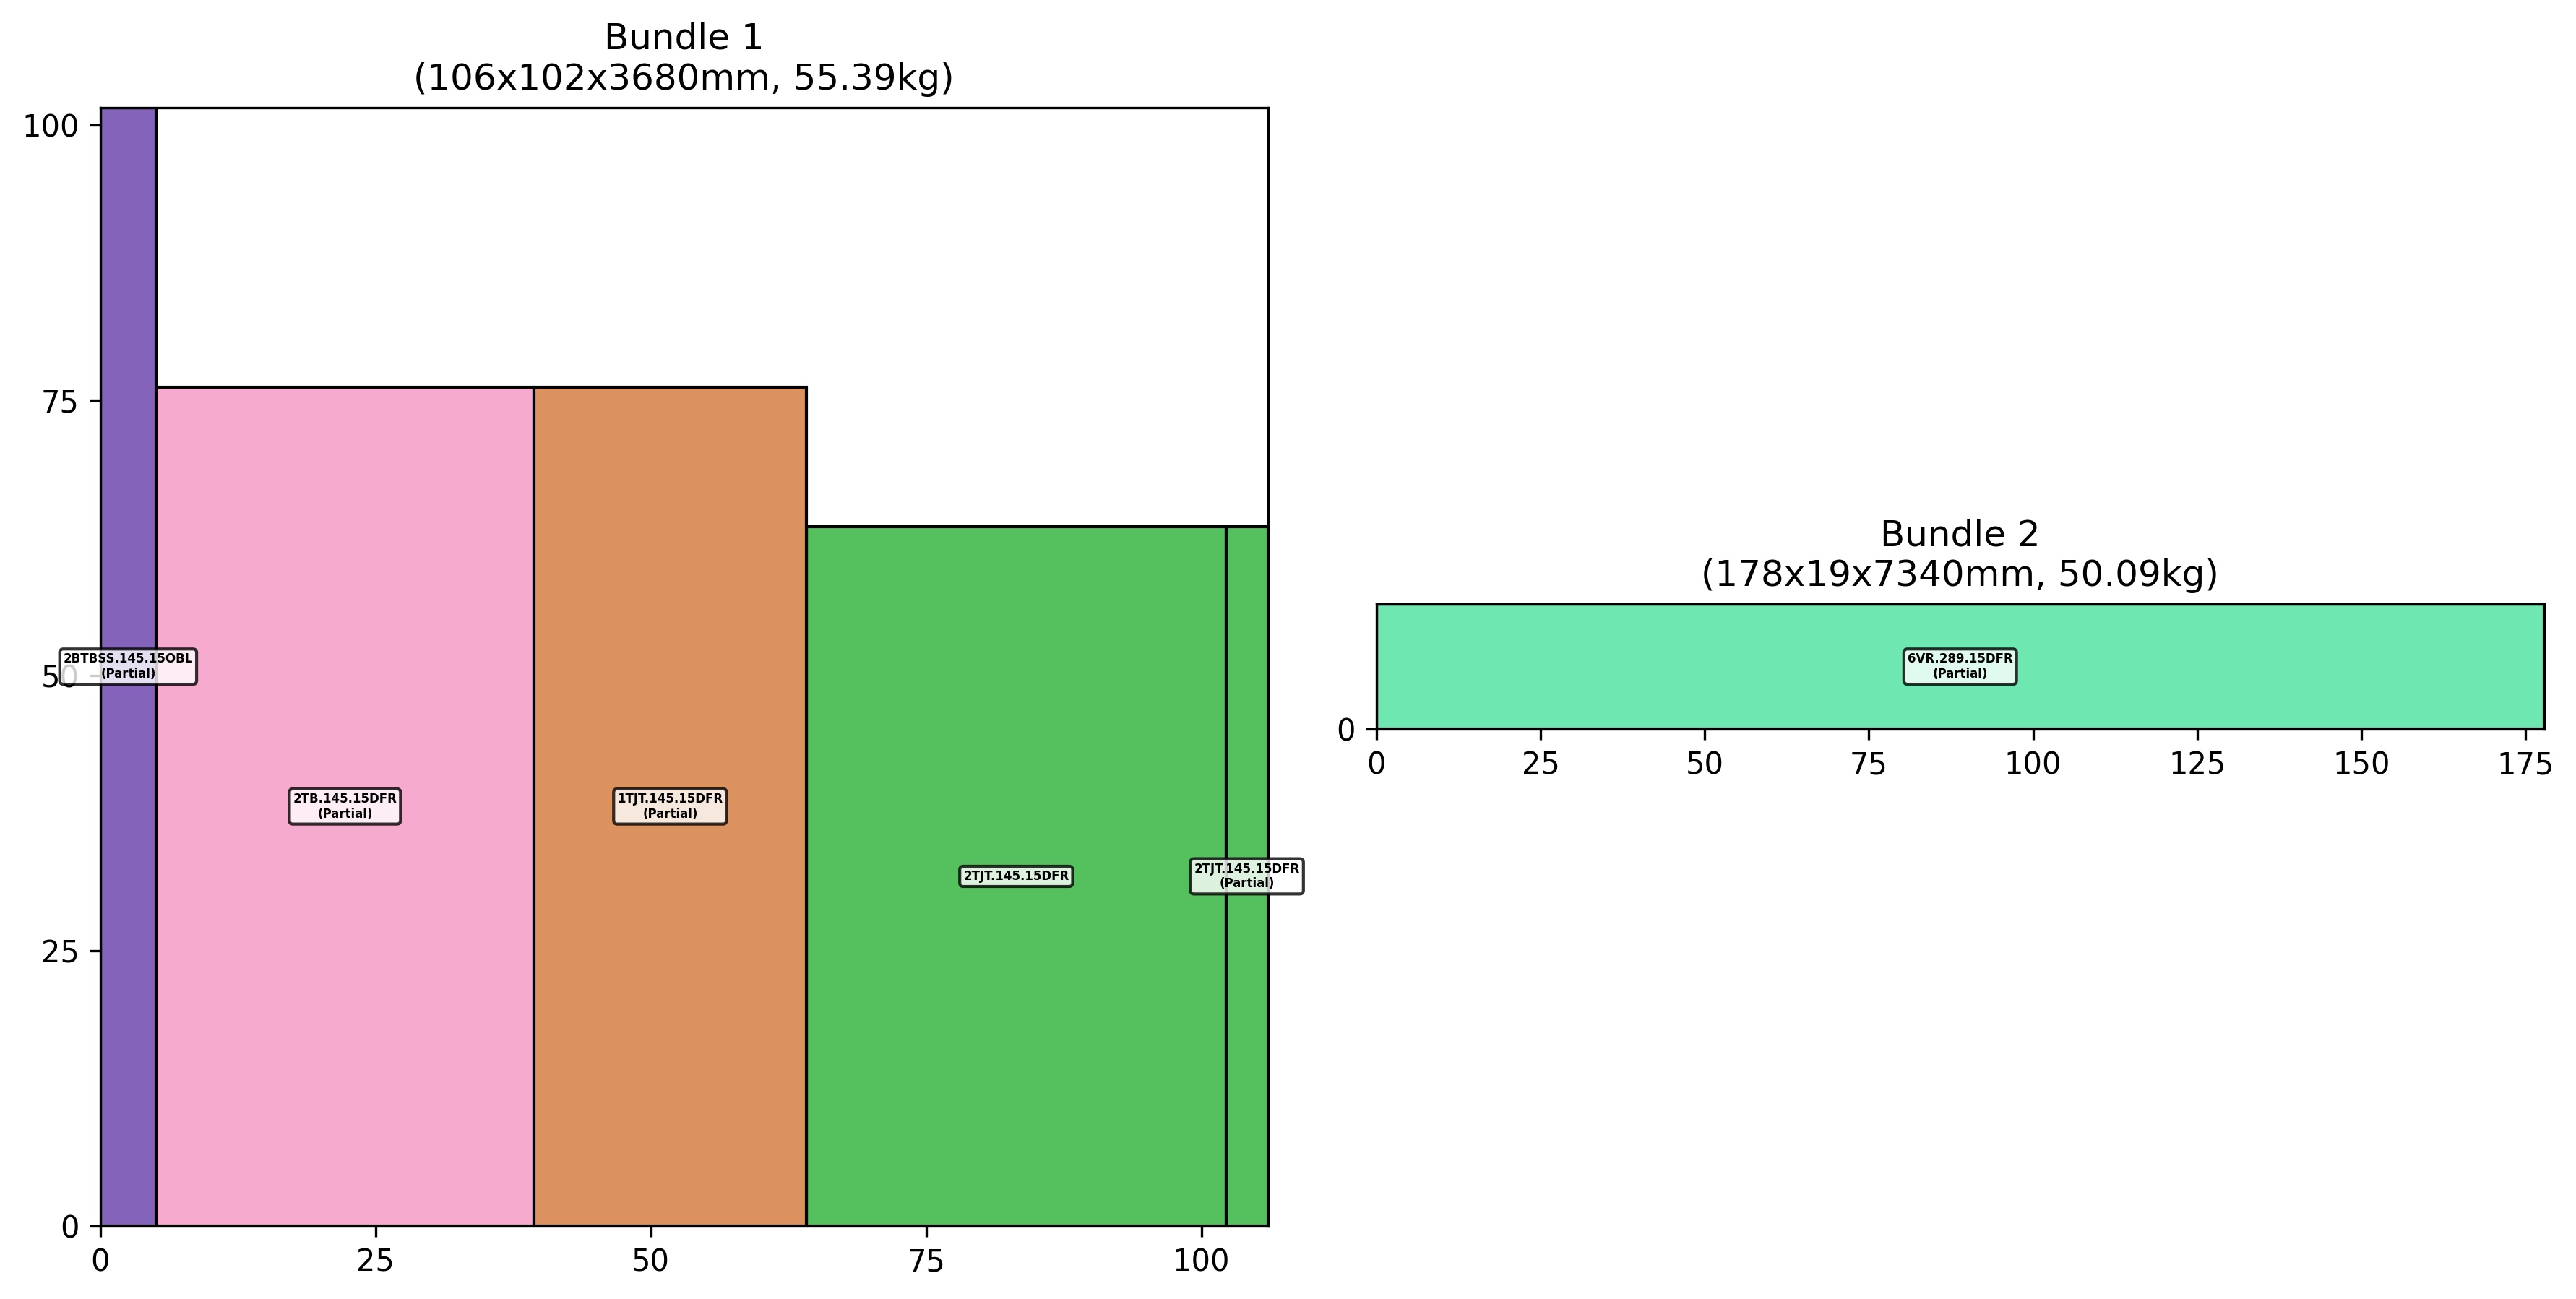 Bundle 1
(106x102x3680mm, 55.39kg)
100
75
50
25
0
0 25 50 75 100
2BTBSS.145.15OBL
(Partial)
2TB.145.15DFR
(Partial)
1TJT.145.15DFR
(Partial)
2TJT.145.15DFR
2TJT.145.15DFR
(Partial)
Bundle 2
(178x19x7340mm, 50.09kg)
6VR.289.15DFR
(Partial)
0
0 25 50 75 100 125 150 175